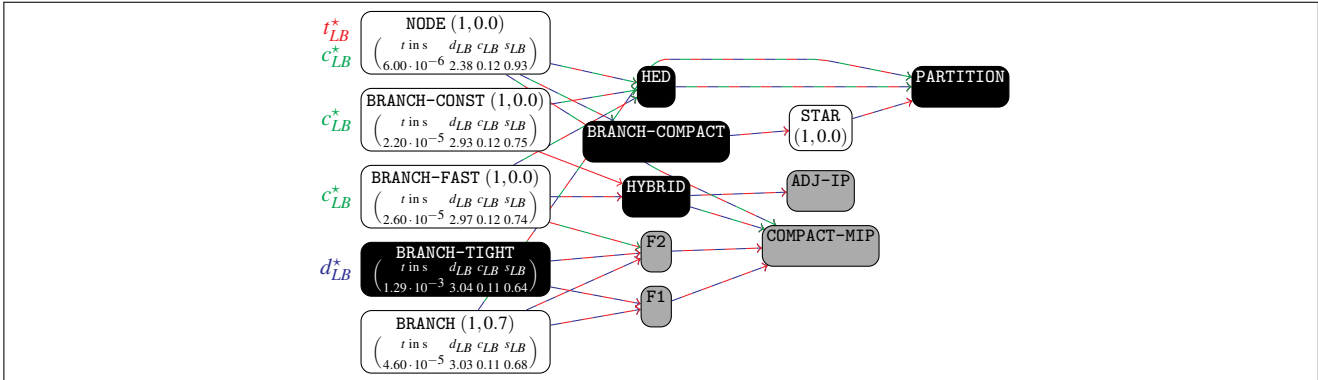 t*LB
c*LB
NODE (1,0.0)
t in s dLB cLB sLB
6.00·10−6 2.38 0.12 0.93
c*LB
BRANCH-CONST (1,0.0)
t in s dLB cLB sLB
2.20·10−5 2.93 0.12 0.75
c*LB
BRANCH-FAST (1,0.0)
t in s dLB cLB sLB
2.60·10−5 2.97 0.12 0.74
d*LB
BRANCH-TIGHT
t in s dLB cLB sLB
1.29·10−3 3.04 0.11 0.64
BRANCH (1,0.7)
t in s dLB cLB sLB
4.60·10−5 3.03 0.11 0.68
HED
BRANCH-COMPACT
HYBRID
F2
F1
PARTITION
STAR
(1,0.0)
ADJ-IP
COMPACT-MIP